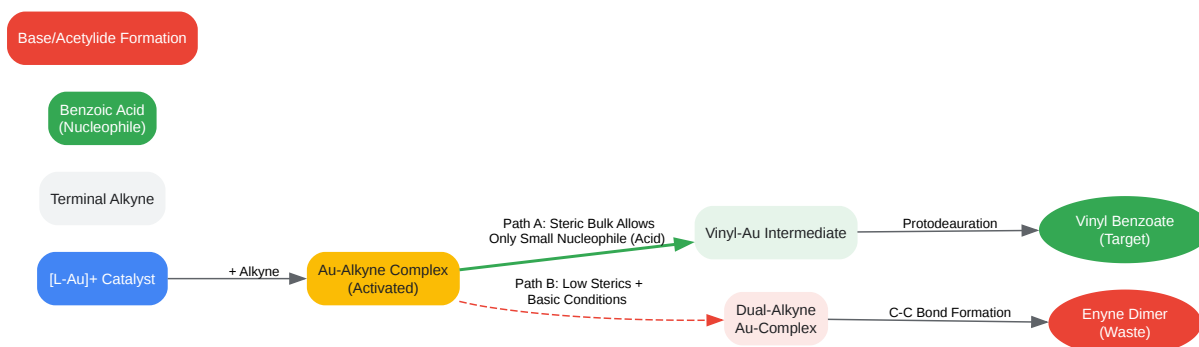 Base/Acetylide Formation
Benzoic Acid
(Nucleophile)
Terminal Alkyne
[L-Au]+ Catalyst
+ Alkyne
Au-Alkyne Complex
(Activated)
Path A: Steric Bulk Allows
Only Small Nucleophile (Acid)
Vinyl-Au Intermediate
Protodeauration
Vinyl Benzoate
(Target)
Path B: Low Sterics +
Basic Conditions
Dual-Alkyne
Au-Complex
C-C Bond Formation
Enyne Dimer
(Waste)